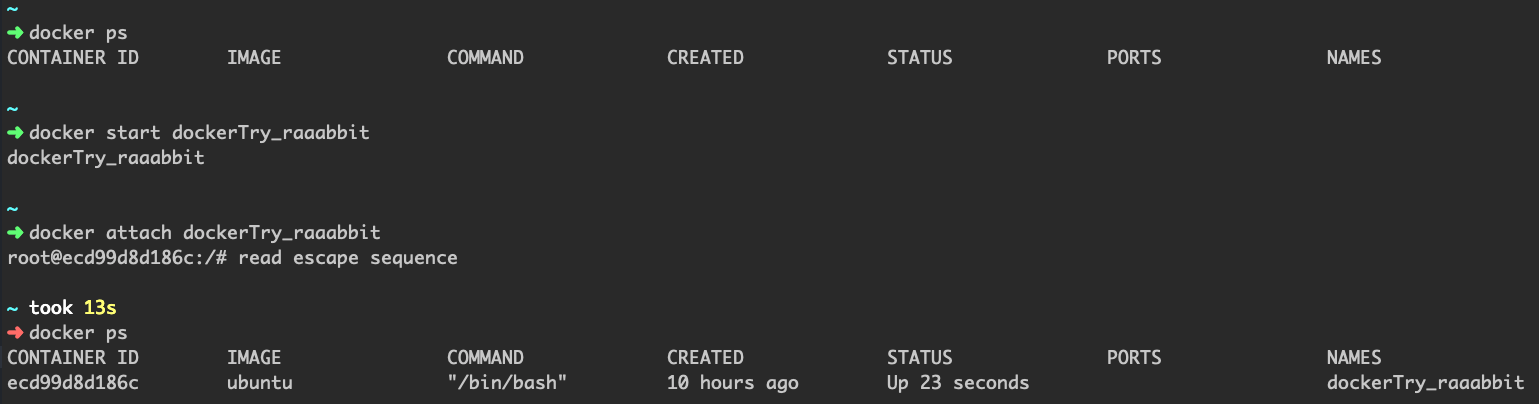 ~
➜ docker ps
CONTAINER ID IMAGE COMMAND CREATED STATUS PORTS NAMES
~
➜ docker start dockerTry_raaabbit
dockerTry_raaabbit
~
➜ docker attach dockerTry_raaabbit
root@ecd99d8d186c:/# read escape sequence
~ took 13s
➜ docker ps
CONTAINER ID IMAGE COMMAND CREATED STATUS PORTS NAMES
ecd99d8d186c ubuntu "/bin/bash" 10 hours ago Up 23 seconds dockerTry_raaabbit